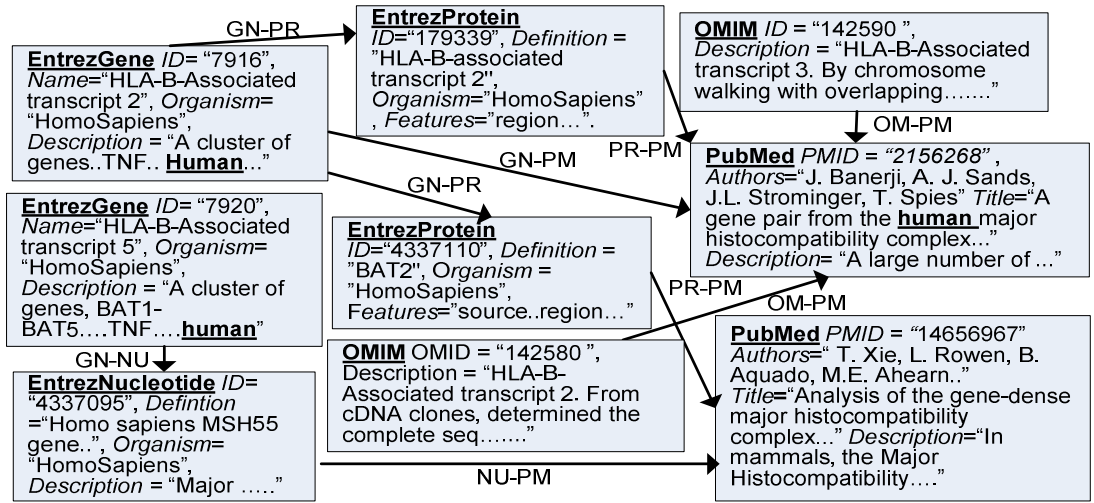 GN-PR
EntrezGene ID= “7916”,
Name=“HLA-B-Associated
transcript 2”, Organism=
“HomoSapiens”,
Description = “A cluster of
genes..TNF.. Human...”
EntrezProtein
ID=“179339”, Definition =
”HLA-B-associated
transcript 2”,
Organism=”HomoSapiens”
, Features=”region…”.
OMIM ID = “142590”
Description = “HLA-B-Associated
transcript 3. By chromosome
walking with overlapping…….”
OM-PM
PR-PM
GN-PM
GN-PR
PubMed PMID = “2156268” ,
Authors=“J. Banerji, A. J. Sands,
J.L. Strominger, T. Spies” Title=“A
gene pair from the human major
histocompatibility complex...”
Description= “A large number of ...”
EntrezGene ID= “7920”,
Name=“HLA-B-Associated
transcript 5”, Organism=
“HomoSapiens”,
Description = “A cluster of
genes, BAT1-
BAT5….TNF….human”
EntrezProtein
ID=“4337110”, Definition =
”BAT2”, Organism =
”HomoSapiens”,
Features=“source..region…”
PR-PM
OM-PM
GN-NU
EntrezNucleotide ID=
“4337095”, Defintion
=“Homo sapiens MSH55
gene..”, Organism=
“HomoSapiens”,
Description = “Major …..”
OMIM OMID = “142580 ”,
Description = “HLA-B-
Associated transcript 2. From
cDNA clones, determined the
complete seq…….”
PubMed PMID = “14656967”
Authors=“ T. Xie, L. Rowen, B.
Aquado, M.E. Ahearn..”
Title=“Analysis of the gene-dense
major histocompatibility
complex...” Description=“In
mammals, the Major
Histocompatibility….”
NU-PM